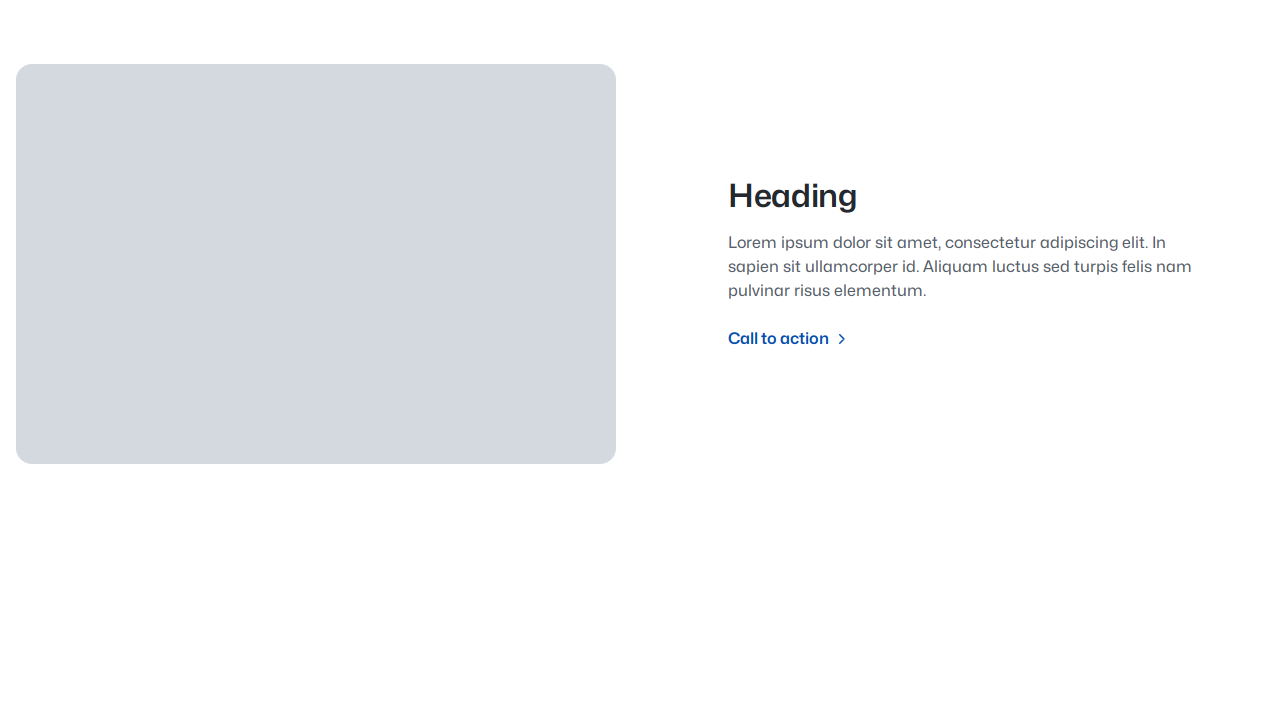 Heading
Lorem ipsum dolor sit amet, consectetur adipiscing elit. In
sapien sit ullamcorper id. Aliquam luctus sed turpis felis nam
pulvinar risus elementum.
Call to action